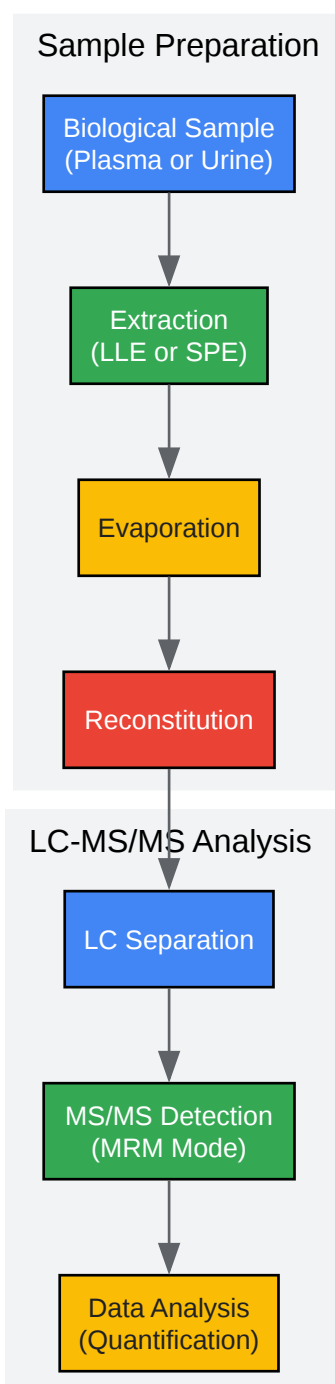 Sample Preparation
Biological Sample
(Plasma or Urine)
Extraction
(LLE or SPE)
Evaporation
Reconstitution
LC-MS/MS Analysis
LC Separation
MS/MS Detection
(MRM Mode)
Data Analysis
(Quantification)